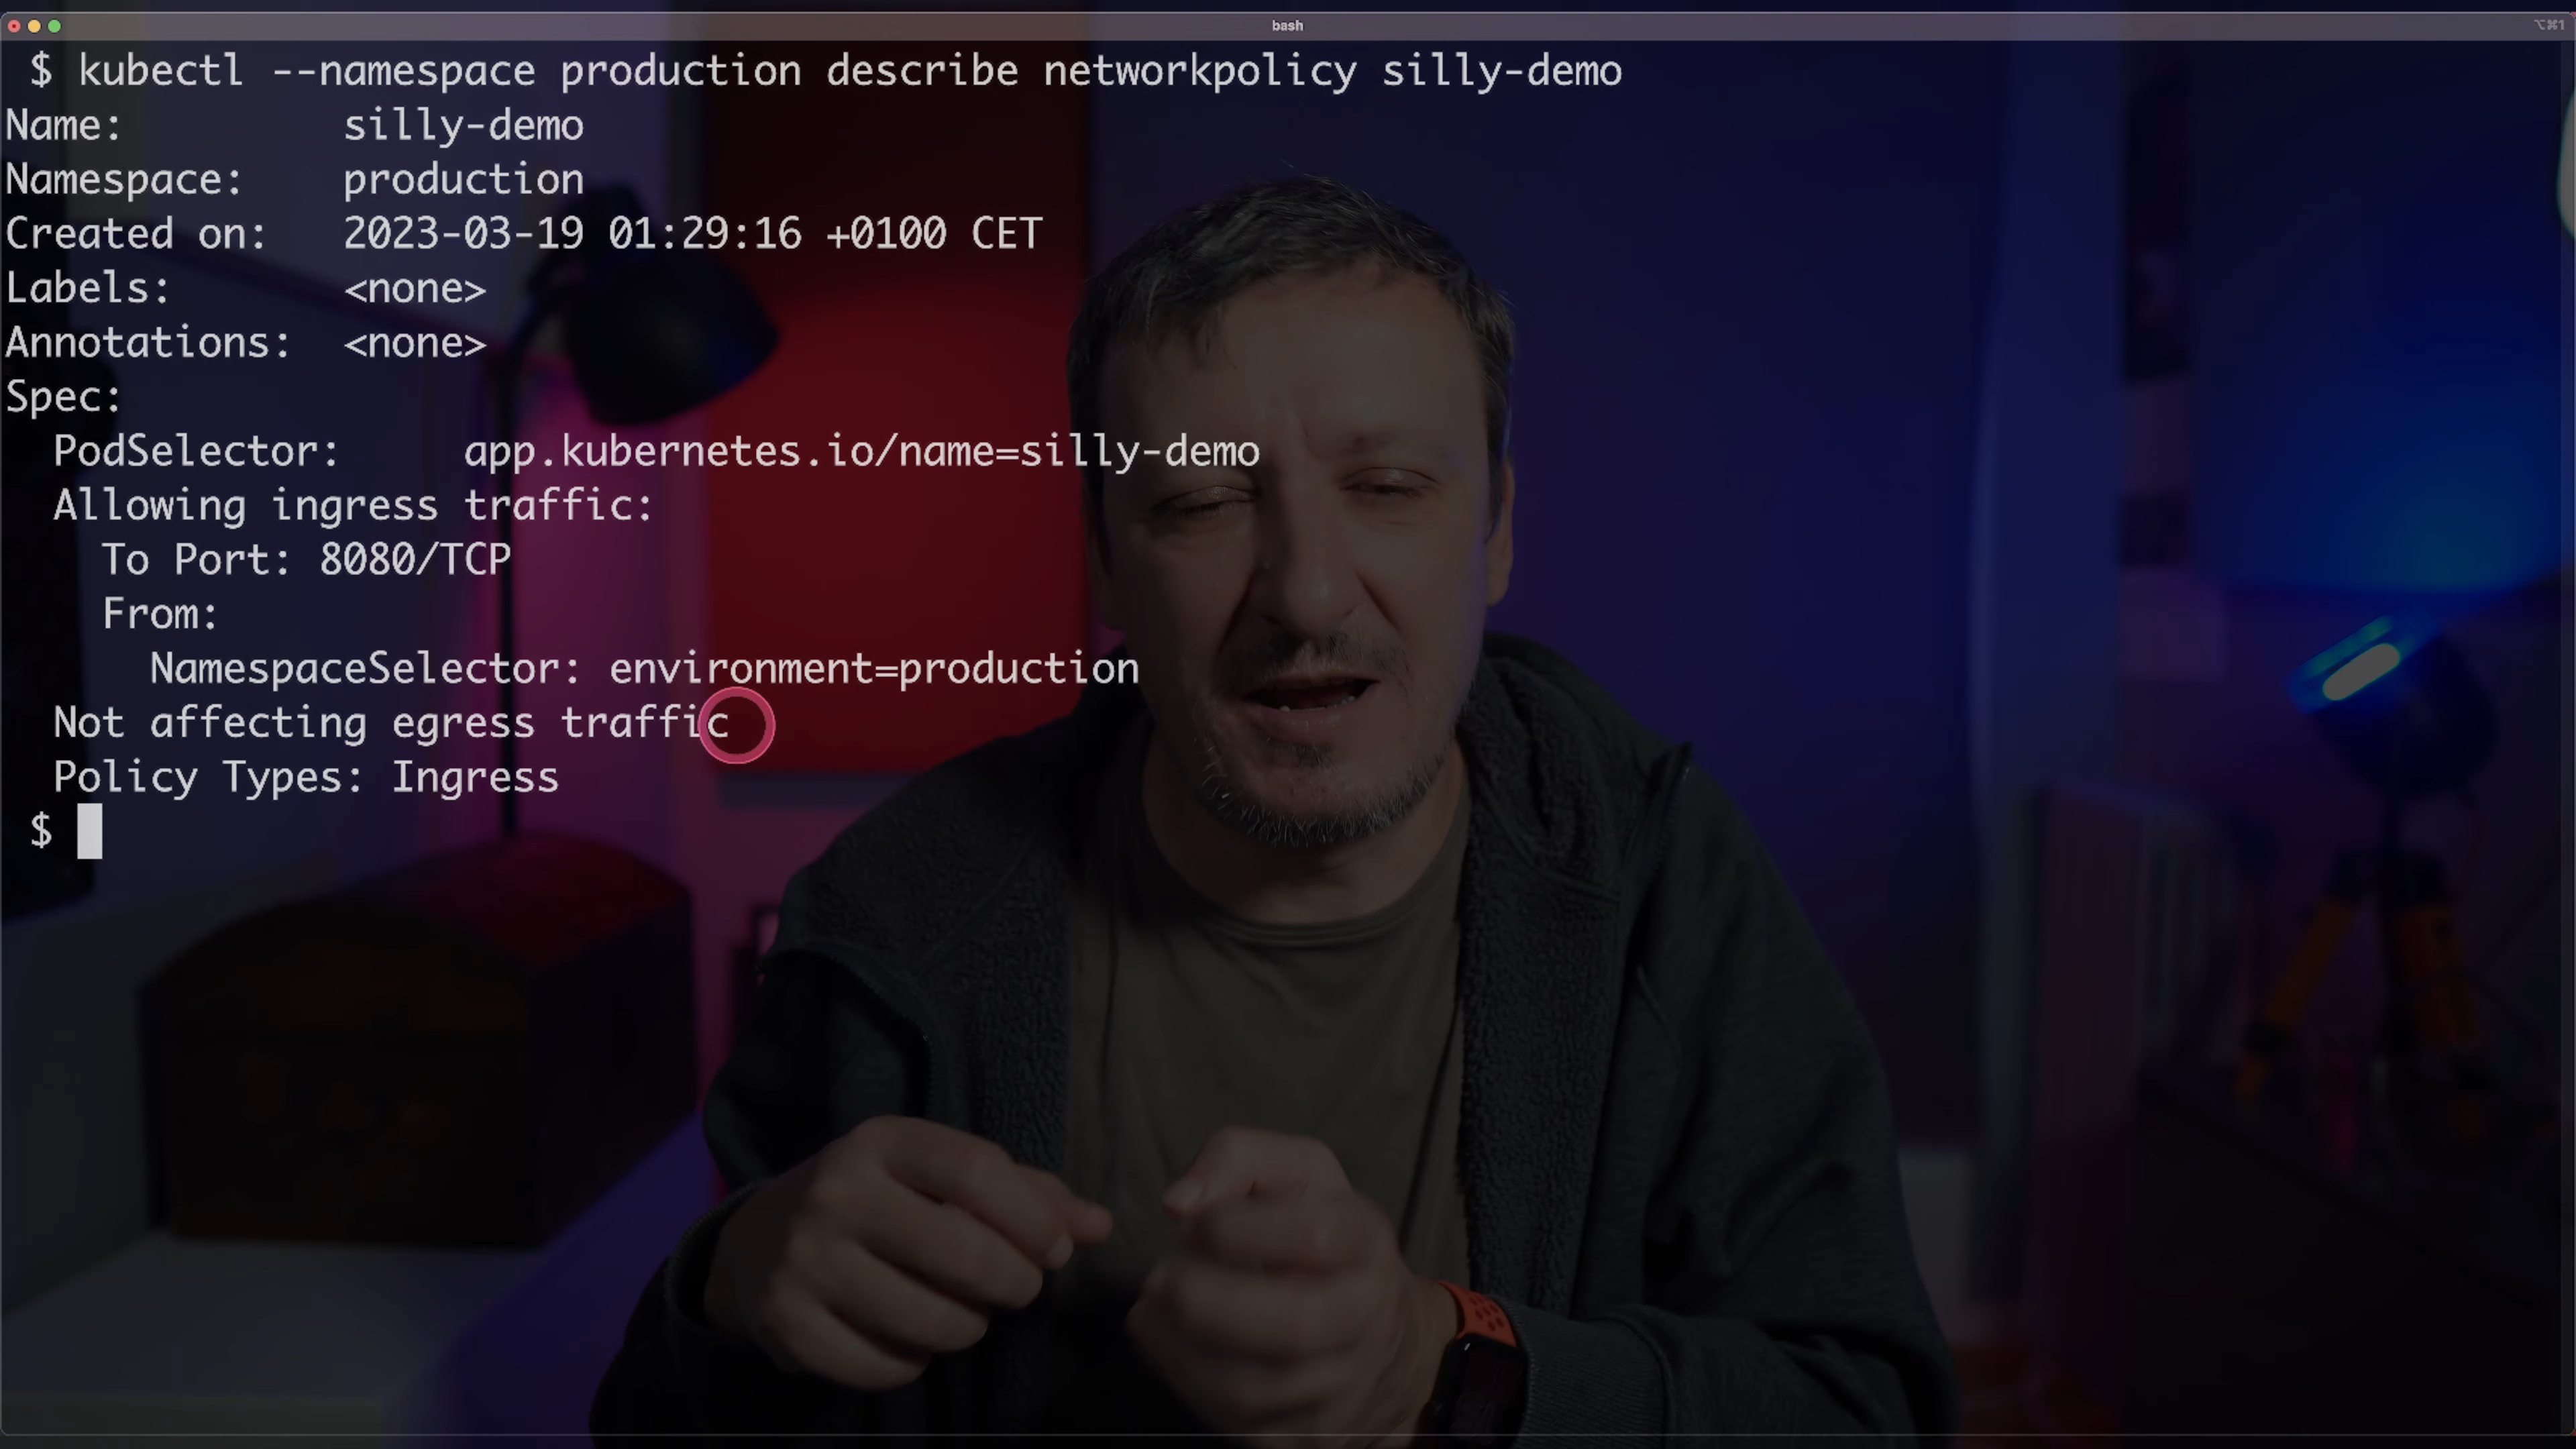 bash
⌥⌘1
$ kubectl --namespace production describe networkpolicy silly-demo
Name:         silly-demo
Namespace:    production
Created on:   2023-03-19 01:29:16 +0100 CET
Labels:       <none>
Annotations:  <none>
Spec:
  PodSelector:     app.kubernetes.io/name=silly-demo
  Allowing ingress traffic:
    To Port: 8080/TCP
    From:
      NamespaceSelector: environment=production
  Not affecting egress traffic
  Policy Types: Ingress
$